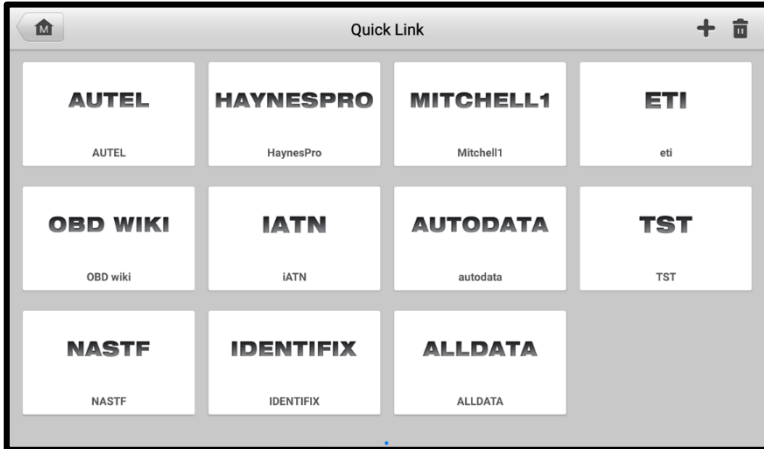 M
Quick Link
AUTEL
HAYNESPRO
MITCHELL1
ETI
AUTEL
HaynesPro
Mitchell1
eti
OBD WIKI
IATN
AUTODATA
TST
OBD wiki
iATN
autodata
TST
NASTF
IDENTIFIX
ALLDATA
NASTF
IDENTIFIX
ALLDATA